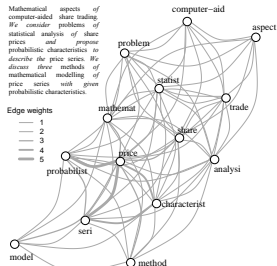 Mathematical aspects of
computer-aided share trading.
We consider problems of
statistical analysis of share
prices and propose
probabilistic characteristics to
describe the price series. We
discuss three methods of
mathematical modelling of
price series with given
probabilistic characteristics.
Edge weights
1
2
3
4
5
computer-aid
aspect
problem
statist
trade
mathemat
share
price
probabilist
analysi
characterist
seri
model
method